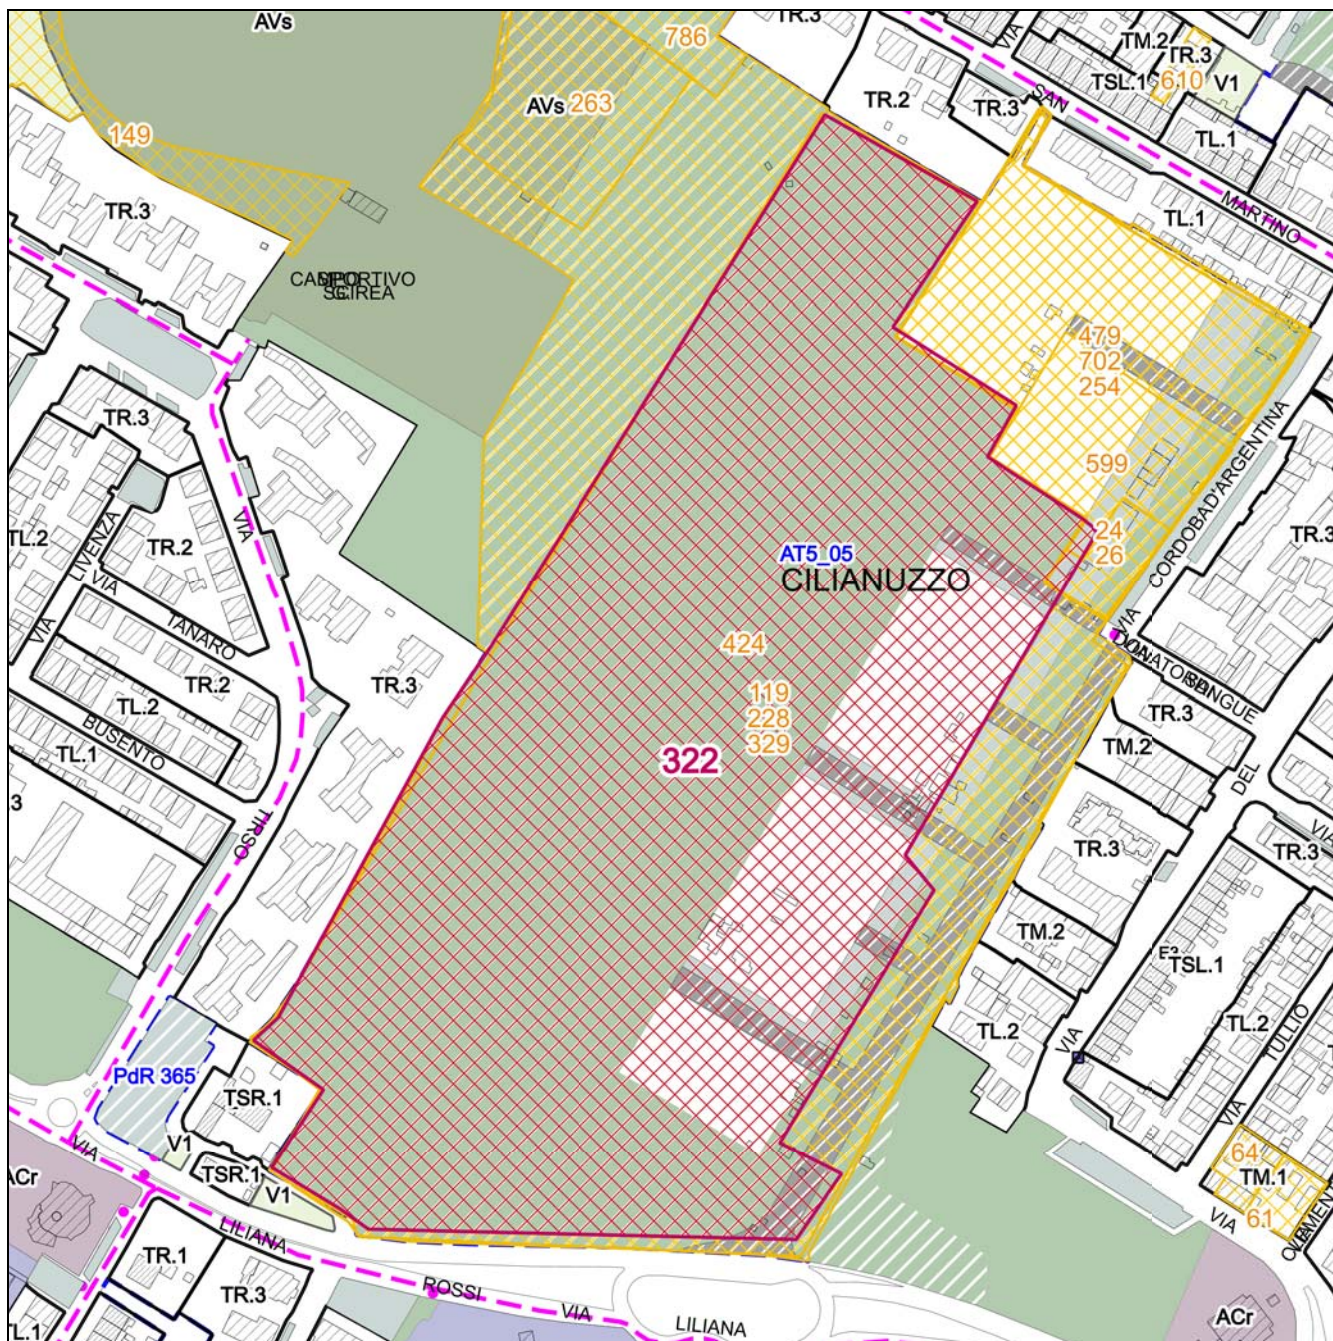 AVs
786
TR.3
VIA
TM.2
TR.3
610
V1
TSL.1
AVs 263
TR.2
TR.3
SAN
149
TL.1
TR.3
TL.1
MARTINO
CAMPO SPORTIVO
SCIREA
479
702
254
TR.3
VIA
599
CORDOBA D'ARGENTINA
TL.2
LIVENZA
TR.2
24
26
TR.3
AT5_05
CILIANUZZO
VIA
VIA
TANARO
VIA
DONATORI
SANGUE
424
TR.2
TR.3
TL.2
119
228
329
TR.3
BUSENTO
TM.2
TL.1
322
DEL
3
TIRSO
VIA
TR.3
TR.3
TM.2
TSL.1
TL.2
TL.2
TULLIO
VIA
PdR 365
TSR.1
VIA
V1
VIA
64
TM.1
ACr
TSR.1
V1
61
VIA
LILIANA
TR.1
TR.3
ROSSI
VIA
LILIANA
ACr
TL.1